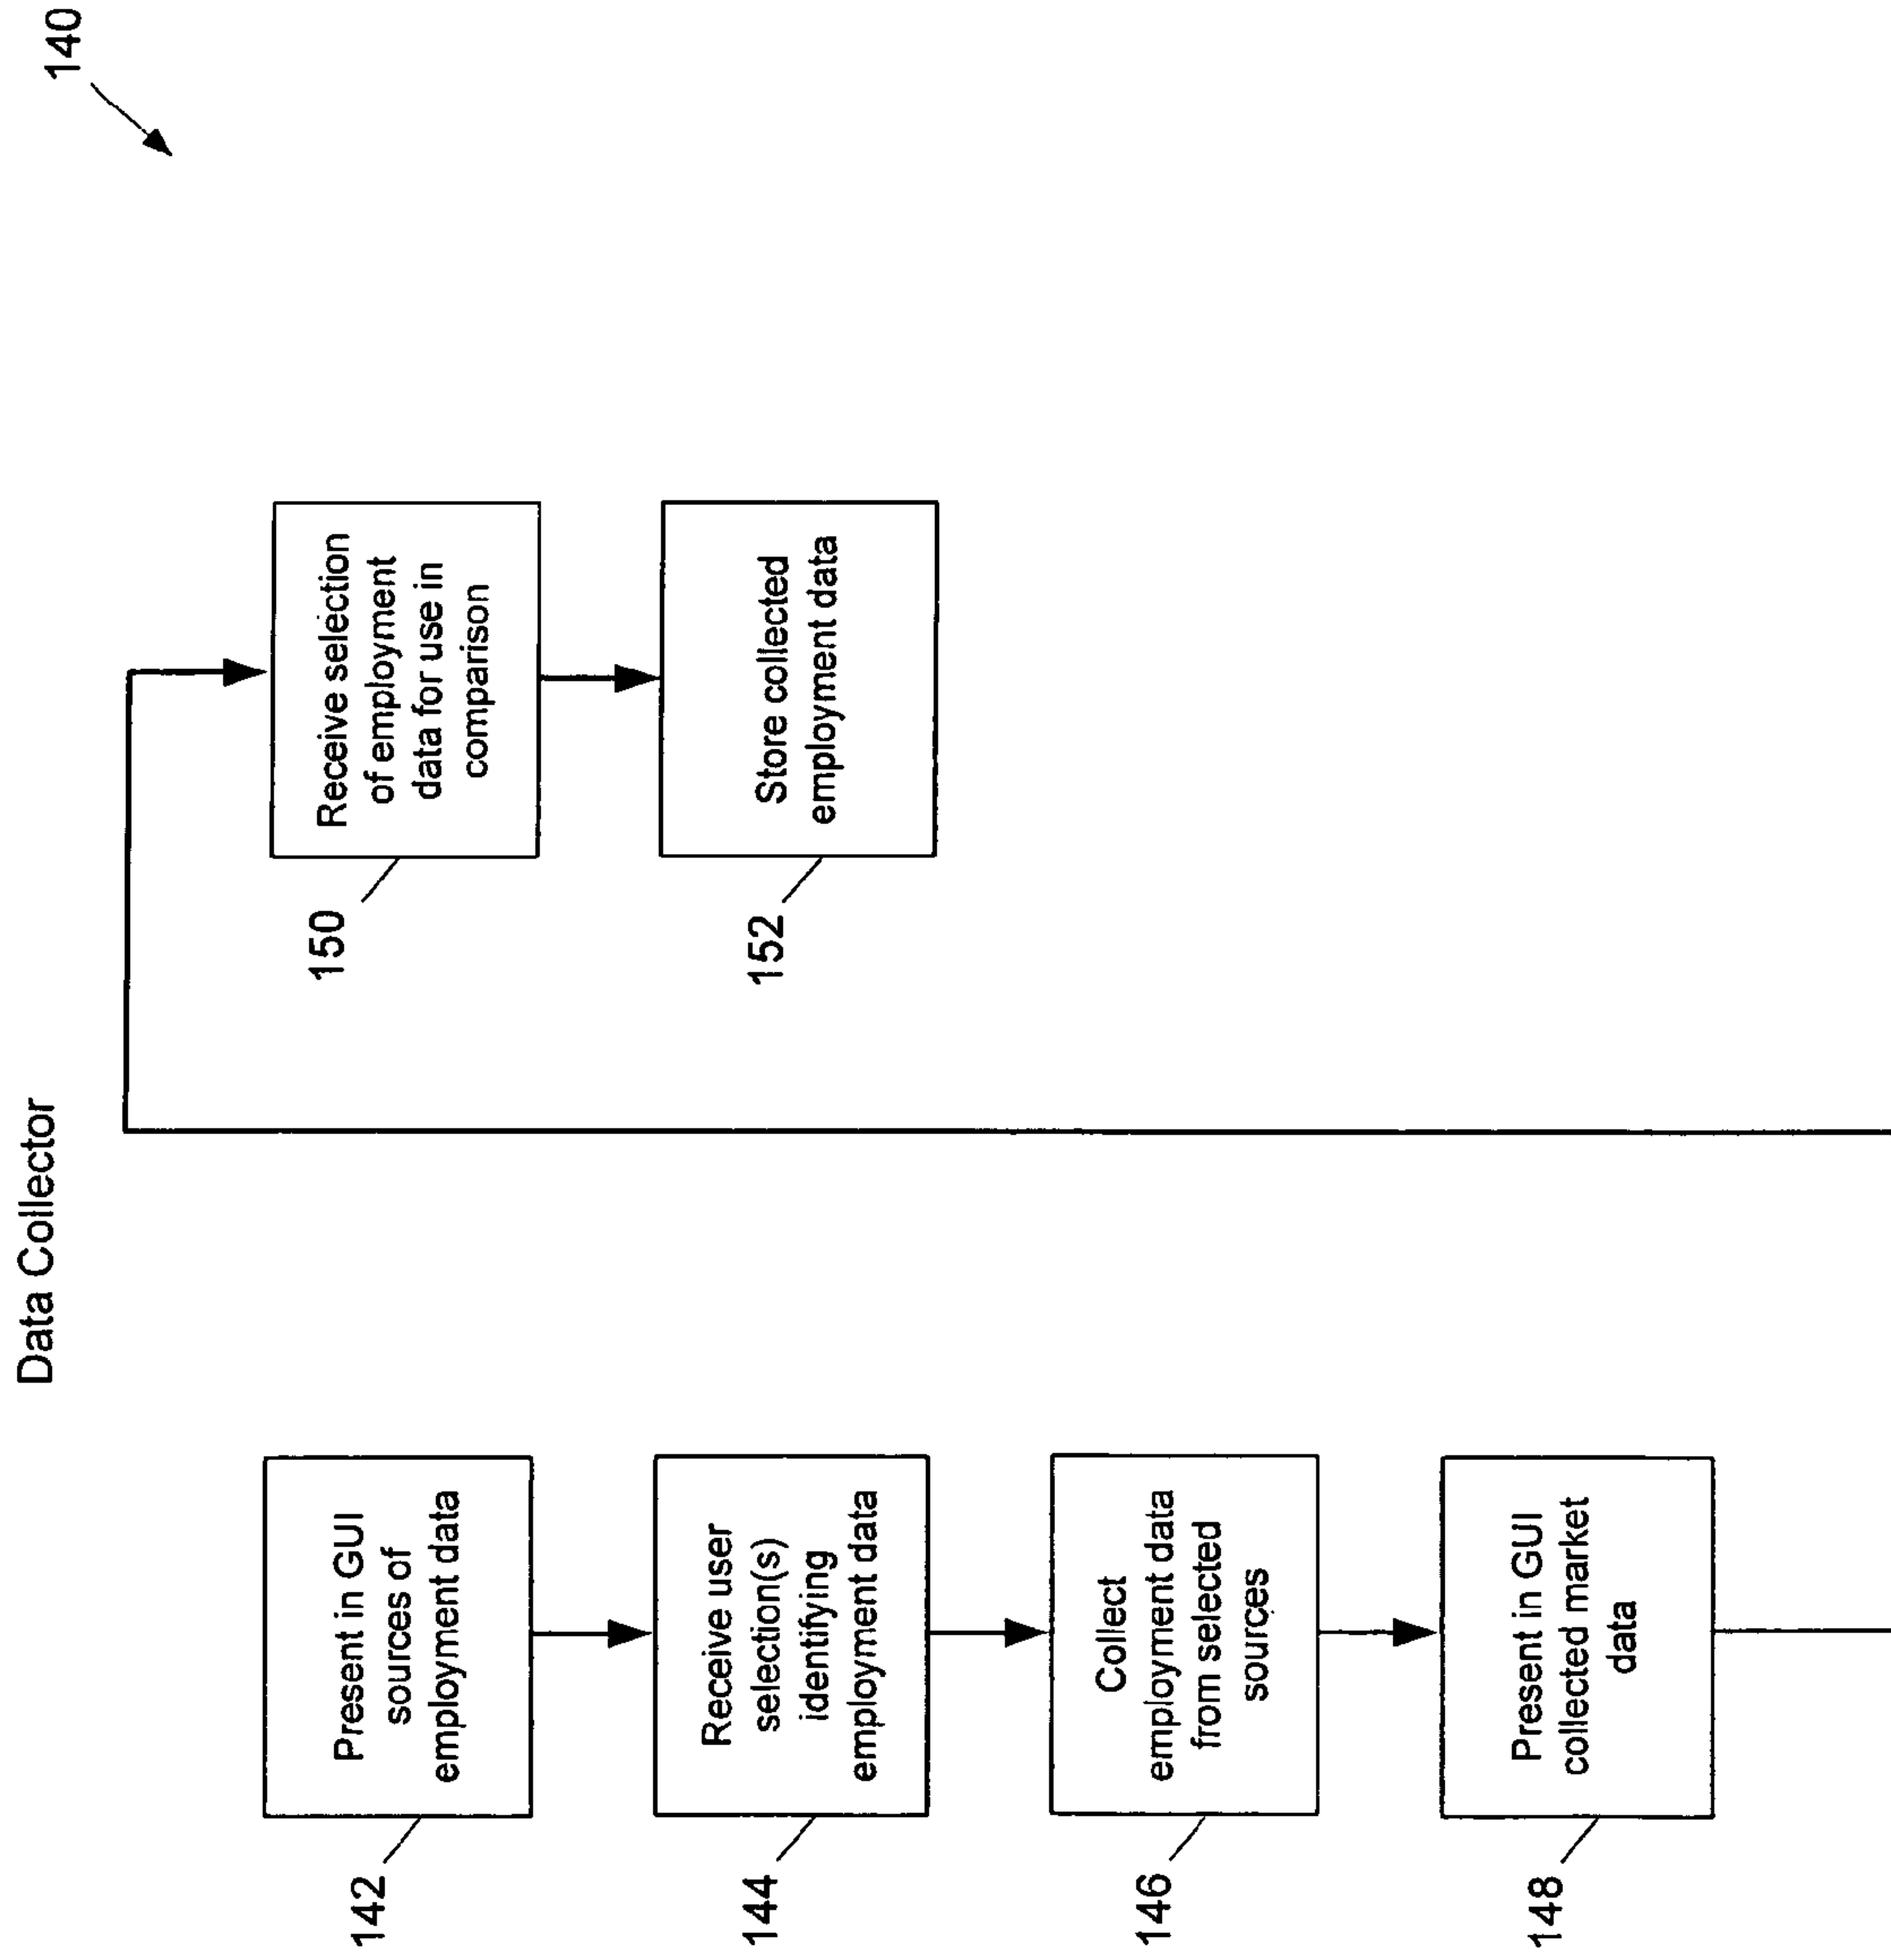 Data Collector
140
142
Present in GUI
sources of
employment data
144
Receive user
selection(s)
identifying
employment data
146
Collect
employment data
from selected
sources
148
Present in GUI
collected market
data
150
Receive selection
of employment
data for use in
comparison
152
Store collected
employment data